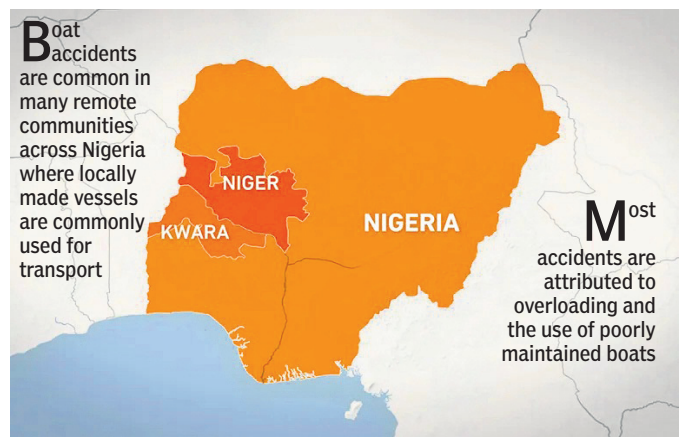 Boat
accidents
are common in
many remote
communities
across Nigeria
where locally
made vessels
are commonly
used for
transport
NIGER
KWARA
NIGERIA
Most
accidents are
attributed to
overloading and
the use of poorly
maintained boats